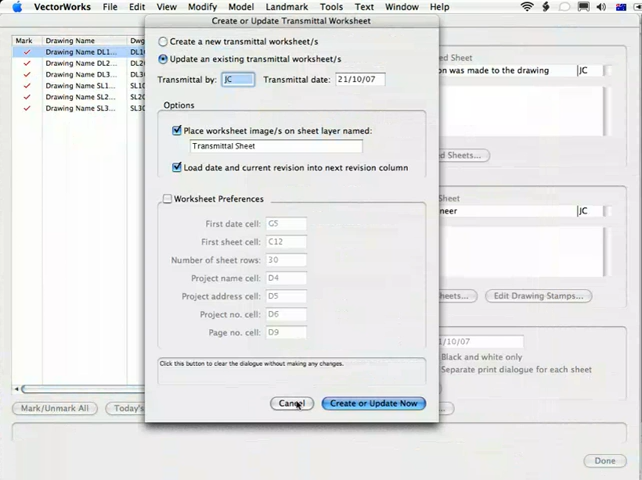 VectorWorks File Edit View Modify Model Landmark Tools Text Window Help
Create or Update Transmittal Worksheet
Mark Drawing Name
Drawing Name DL1...
Drawing Name DL2...
Drawing Name DL3...
Drawing Name SL1...
Drawing Name SL2...
Drawing Name SL3...
Create a new transmittal worksheet/s
Update an existing transmittal worksheet/s
Transmittal by: JC Transmittal date: 21/10/07
Options
Place worksheet image/s on sheet layer named:
Transmittal Sheet
Load date and current revision into next revision column
Worksheet Preferences
First date cell: G5
First sheet cell: C12
Number of sheet rows: 30
Project name cell: D4
Project address cell: D5
Project no. cell: D6
Page no. cell: D9
Click this button to clear the dialogue without making any changes.
Cancel Create or Update Now
Mark/Unmark All Today's
ed Sheet
on was made to the drawing JC
ed Sheets...
Sheet
neer JC
heets... Edit Drawing Stamps...
1/10/07
Black and white only
Separate print dialogue for each sheet
Done